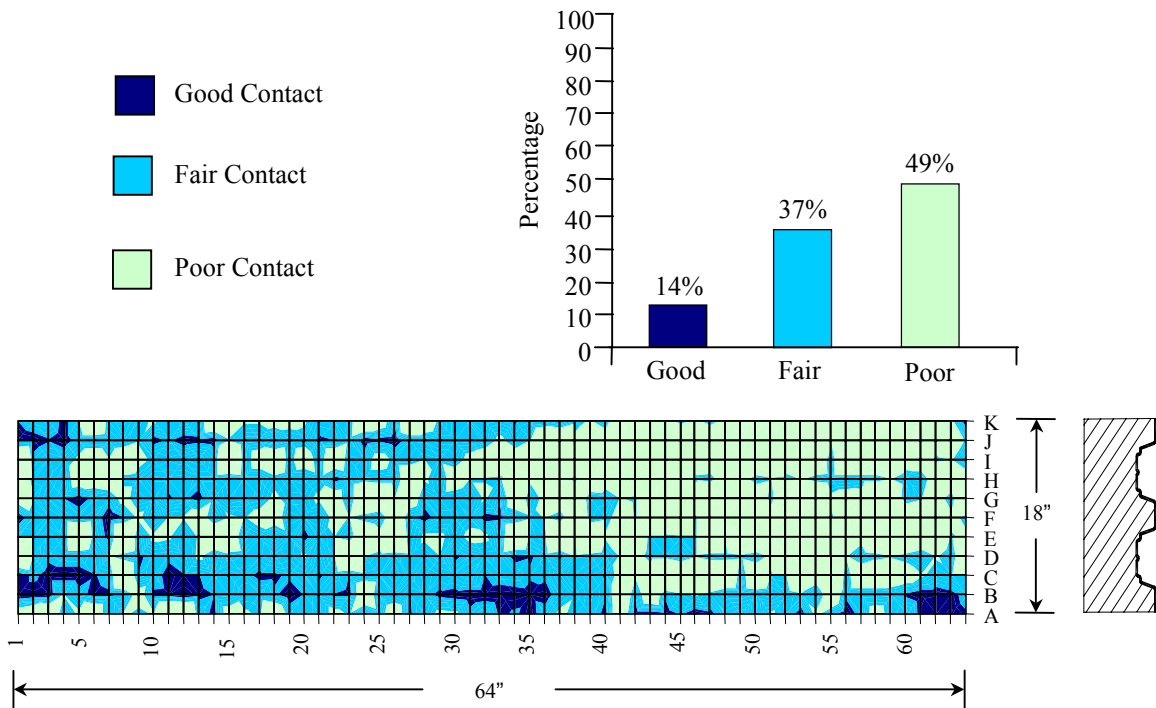 Good Contact
Fair Contact
Poor Contact
Percentage
100
90
80
70
60
50
40
30
20
10
0
14%
37%
49%
Good
Fair
Poor
K
J
I
H
G
F
E
D
C
B
A
18”
1
5
10
15
20
25
30
35
40
45
50
55
60
64”